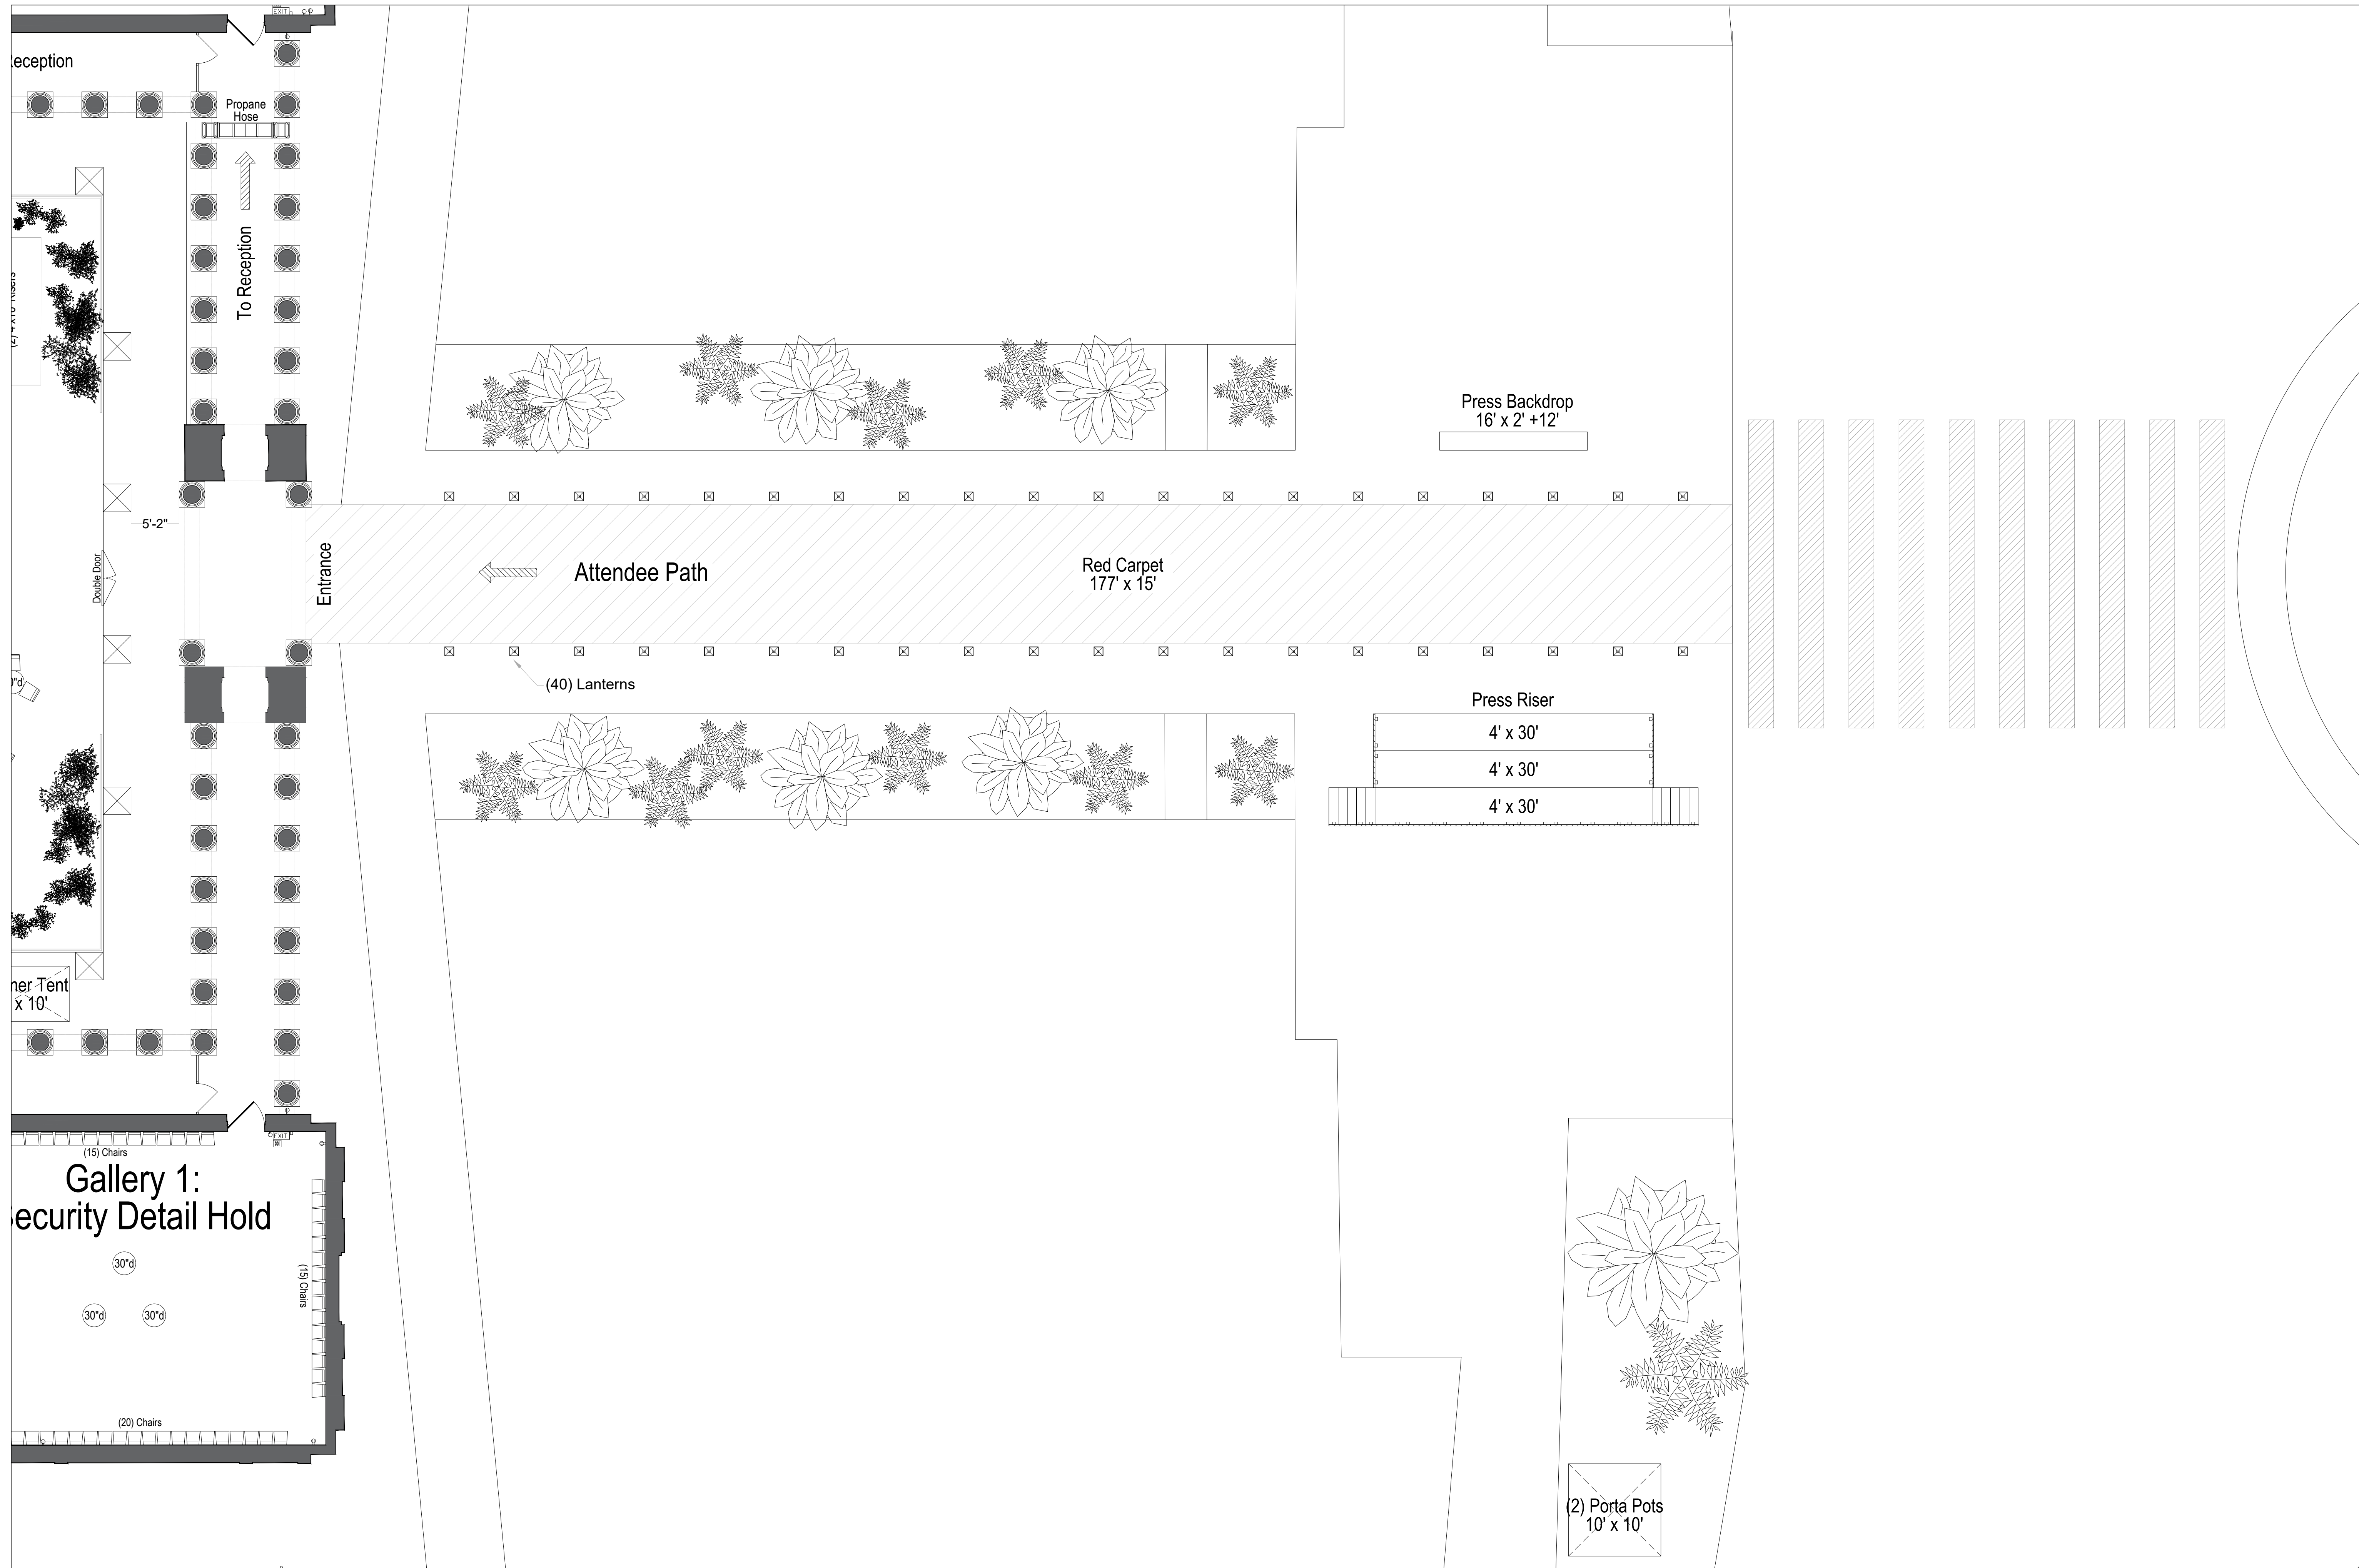 EXIT
eception
Propane
Hose
To Reception
Press Backdrop
16' x 2' +12'
5'-2"
Double Door
Entrance
Attendee Path
Red Carpet
177' x 15'
(40) Lanterns
Press Riser
4' x 30'
4' x 30'
4' x 30'
mer Tent
x 10'
EXIT
(15) Chairs
Gallery 1:
ecurity Detail Hold
30"d
(15) Chairs
30"d
30"d
(20) Chairs
(2) Porta Pots
10' x 10'